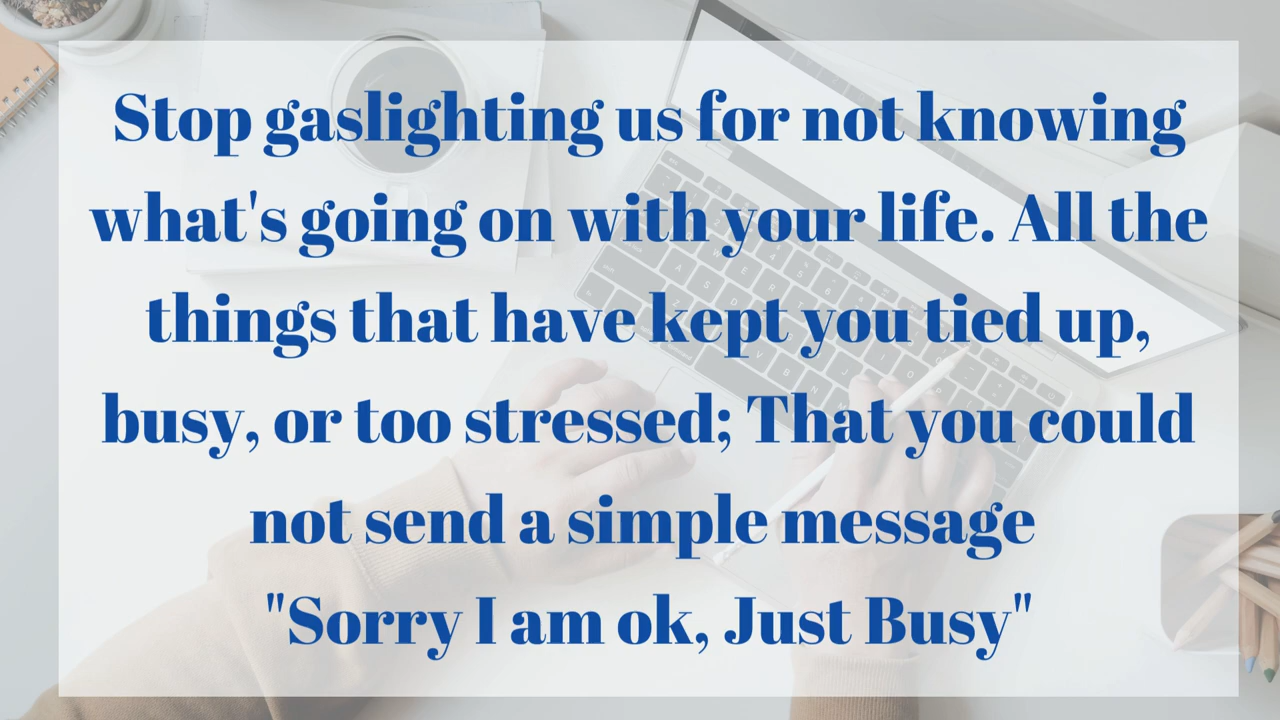 Stop gaslighting us for not knowing
what's going on with your life. All the
things that have kept you tied up,
busy, or too stressed; That you could
not send a simple message
"Sorry I am ok, Just Busy"